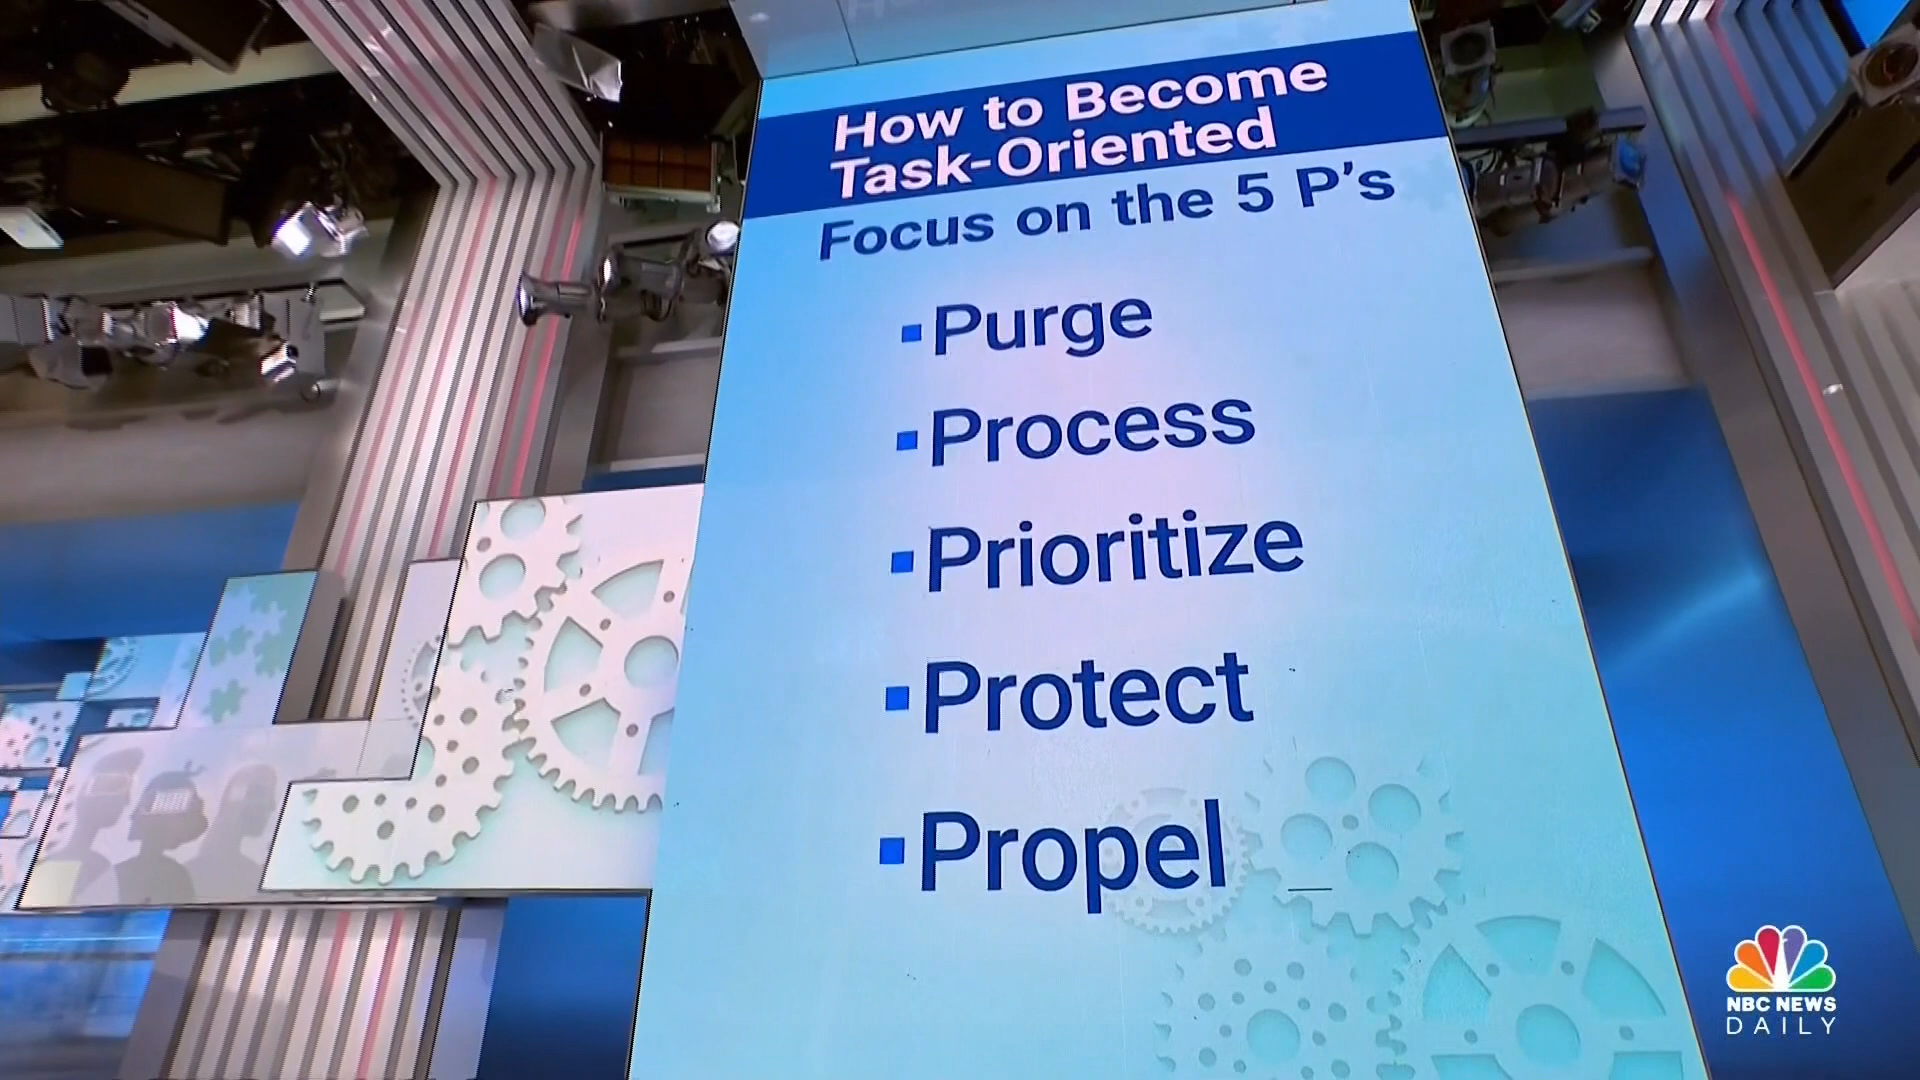 How to Become
Task-Oriented
Focus on the 5 P's
▪Purge
▪Process
▪Prioritize
▪Protect
▪Propel
NBC NEWS
DAILY